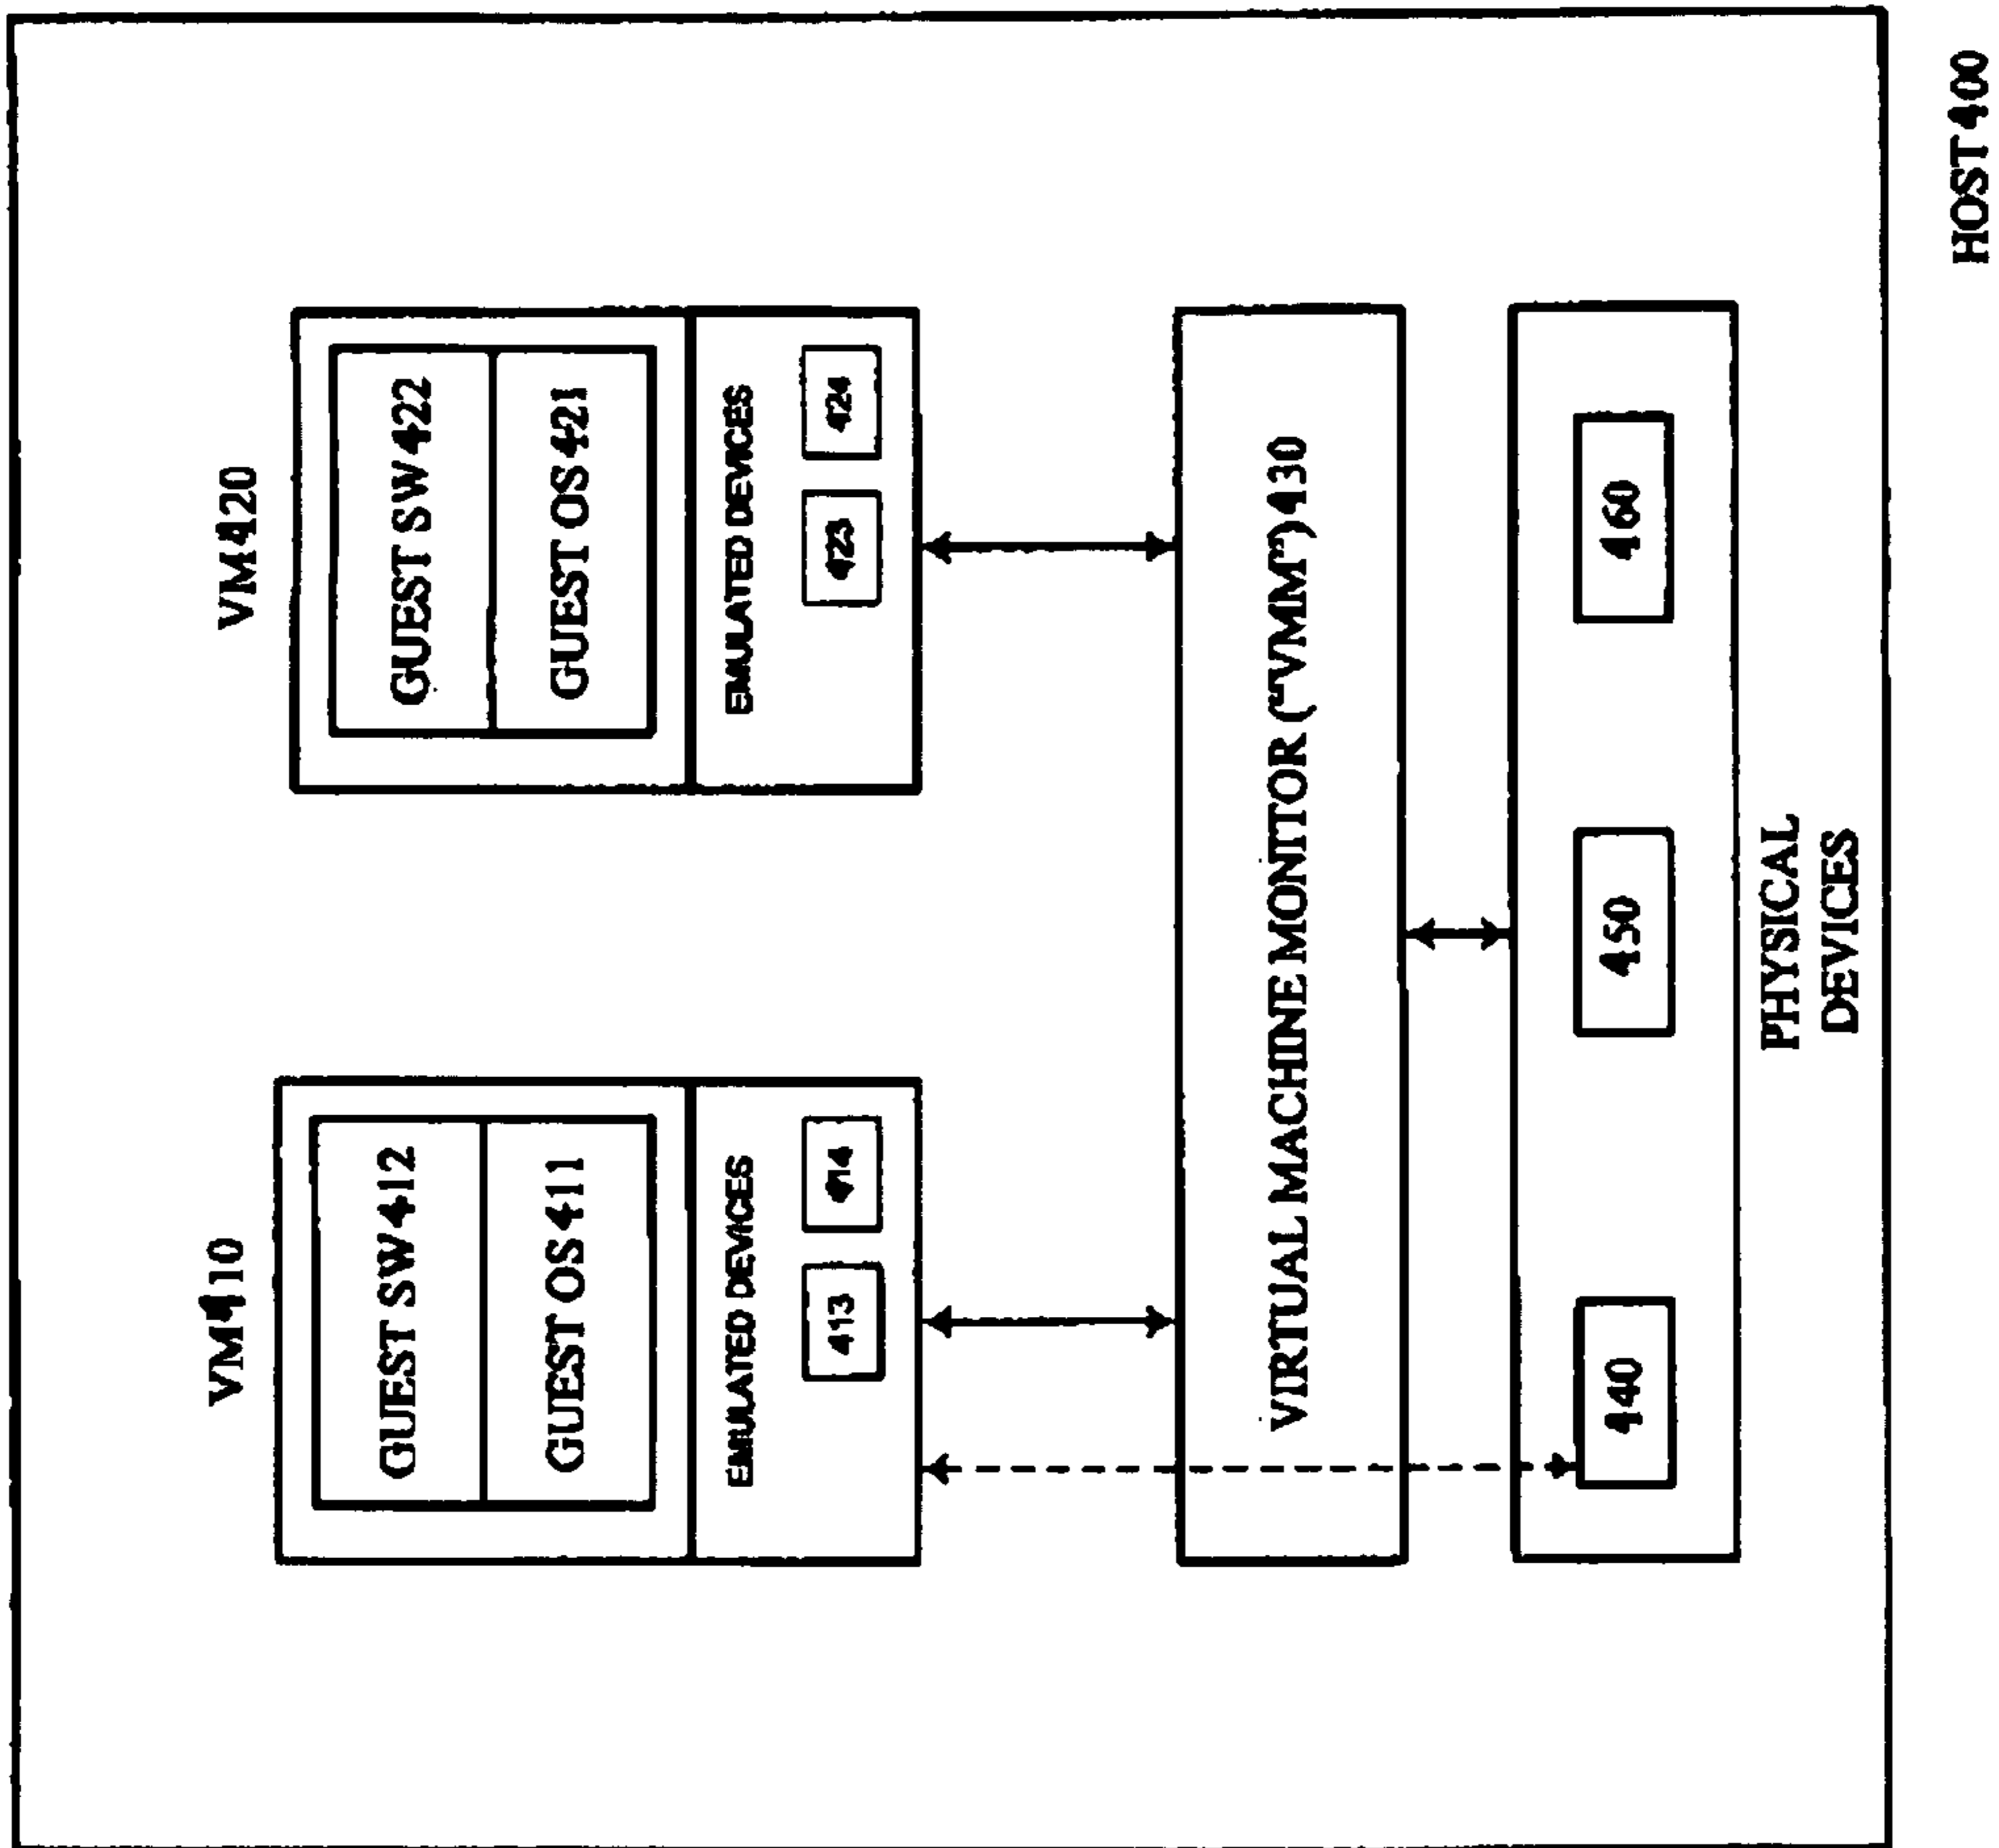 VM 410
VM 420
GUEST SW 412
GUEST OS 411
GUEST SW 422
GUEST OS 421
EMULATED DEVICES
413
414
EMULATED DEVICES
423
424
VIRTUAL MACHINE MONITOR ("VMM") 430
440
450
460
PHYSICAL
DEVICES
HOST 400